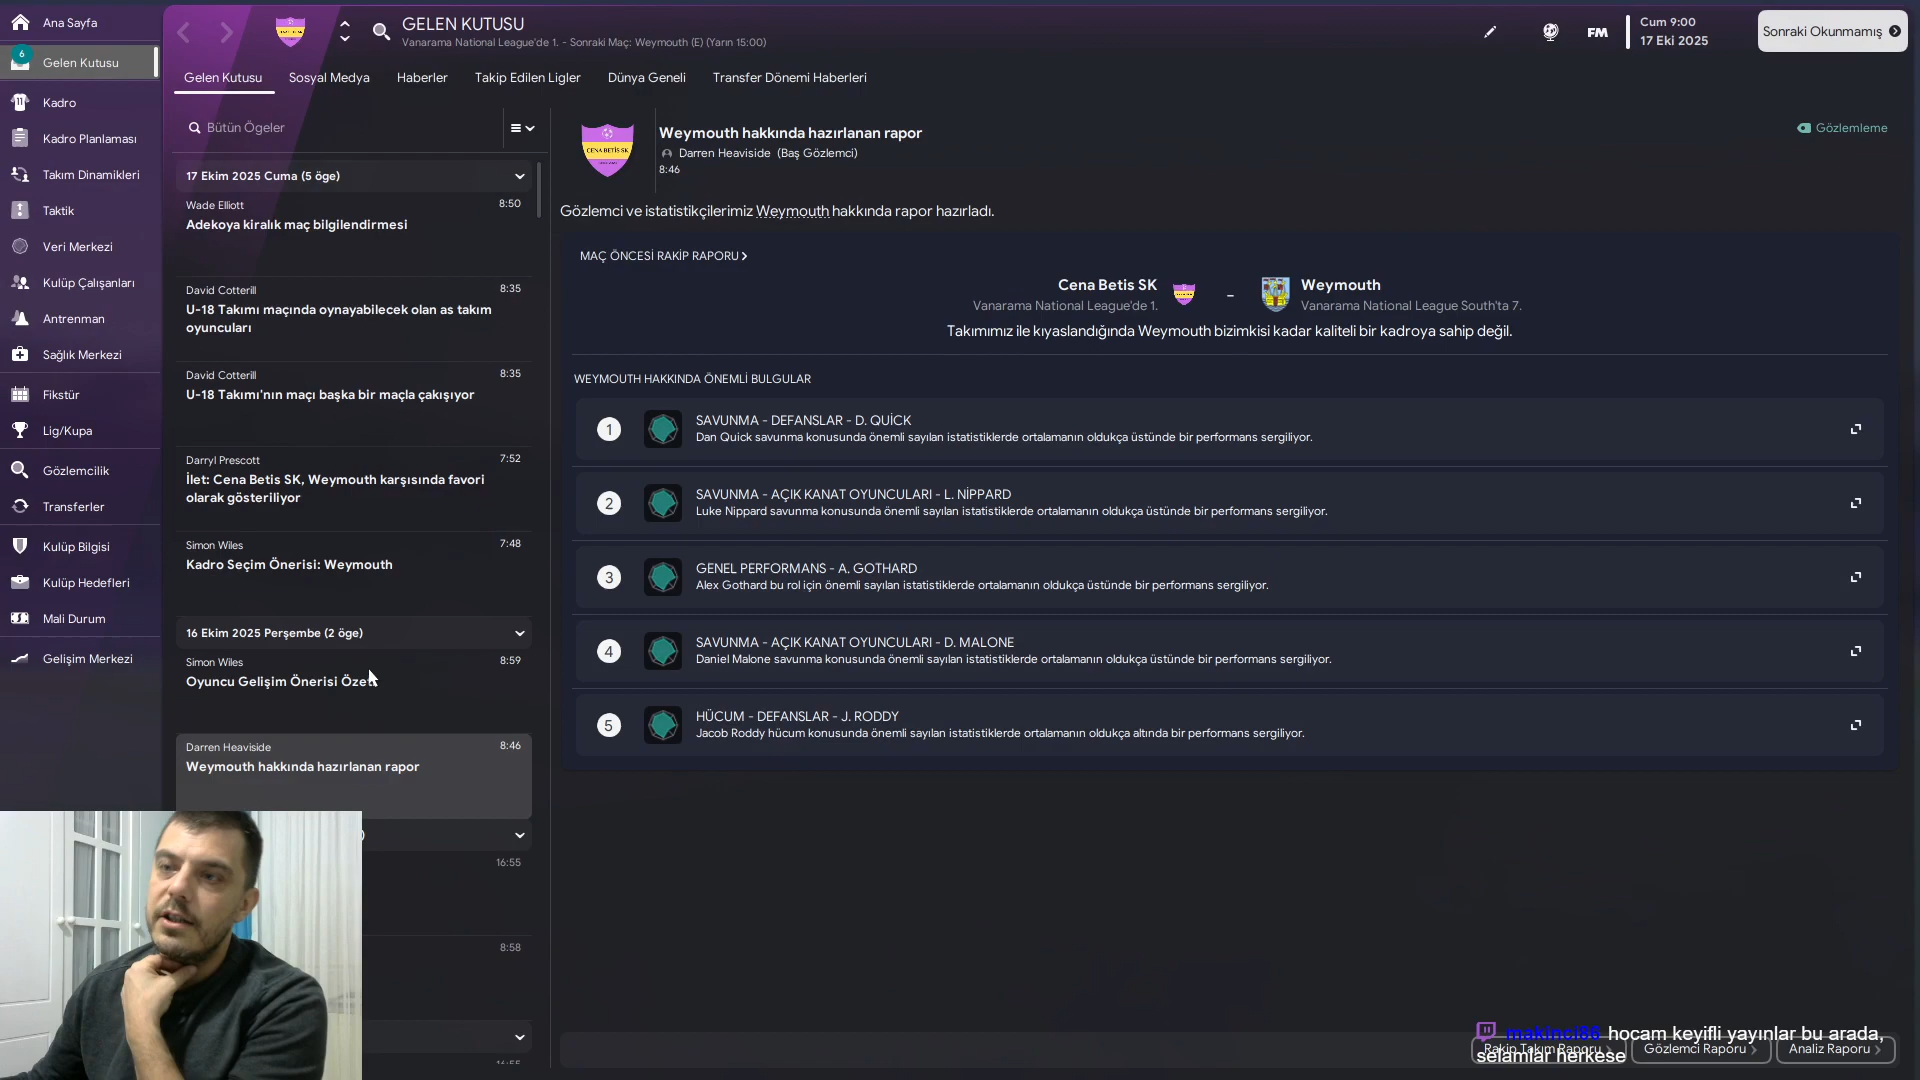 Ana Sayfa
6
Gelen Kutusu
Kadro
Kadro Planlaması
Takım Dinamikleri
Taktik
Veri Merkezi
Kulüp Çalışanları
Antrenman
Sağlık Merkezi
Fikstür
Lig/Kupa
Gözlemcilik
Transferler
Kulüp Bilgisi
Kulüp Hedefleri
Mali Durum
Gelişim Merkezi
GELEN KUTUSU
Vanarama National League'de 1. - Sonraki Maç: Weymouth (E) (Yarın 15:00)
FM
Cum 9:00
17 Eki 2025
Sonraki Okunmamış
Gelen Kutusu
Sosyal Medya
Haberler
Takip Edilen Ligler
Dünya Geneli
Transfer Dönemi Haberleri
Bütün Ögeler
17 Ekim 2025 Cuma (5 öge)
Wade Elliott 8:50
Adekoya kiralık maç bilgilendirmesi
David Cotterill 8:35
U-18 Takımı maçında oynayabilecek olan as takım
oyuncuları
David Cotterill 8:35
U-18 Takımı'nın maçı başka bir maçla çakışıyor
Darryl Prescott 7:52
İlet: Cena Betis SK, Weymouth karşısında favori
olarak gösteriliyor
Simon Wiles 7:48
Kadro Seçim Önerisi: Weymouth
16 Ekim 2025 Perşembe (2 öge)
Simon Wiles 8:59
Oyuncu Gelişim Önerisi
Darren Heaviside 8:46
Weymouth hakkında hazırlanan rapor
16:55
8:58
CENA BETİS SK
Weymouth hakkında hazırlanan rapor
Darren Heaviside (Baş Gözlemci)
8:46
Gözlemleme
Gözlemci ve istatistikçilerimiz Weymouth hakkında rapor hazırladı.
MAÇ ÖNCESİ RAKİP RAPORU
Cena Betis SK - Weymouth
Vanarama National League'de 1. Vanarama National League South'ta 7.
Takımımız ile kıyaslandığında Weymouth bizimkisi kadar kaliteli bir kadroya sahip değil.
WEYMOUTH HAKKINDA ÖNEMLİ BULGULAR
1
SAVUNMA - DEFANSLAR - D. QUİCK
Dan Quick savunma konusunda önemli sayılan istatistiklerde ortalamanın oldukça üstünde bir performans sergiliyor.
2
SAVUNMA - AÇIK KANAT OYUNCULARI - L. NİPPARD
Luke Nippard savunma konusunda önemli sayılan istatistiklerde ortalamanın oldukça üstünde bir performans sergiliyor.
3
GENEL PERFORMANS - A. GOTHARD
Alex Gothard bu rol için önemli sayılan istatistiklerde ortalamanın oldukça üstünde bir performans sergiliyor.
4
SAVUNMA - AÇIK KANAT OYUNCULARI - D. MALONE
Daniel Malone savunma konusunda önemli sayılan istatistiklerde ortalamanın oldukça üstünde bir performans sergiliyor.
5
HÜCUM - DEFANSLAR - J. RODDY
Jacob Roddy hücum konusunda önemli sayılan istatistiklerde ortalamanın oldukça altında bir performans sergiliyor.
makinci86 hocam keyifli yayınlar bu arada,
selamlar herkese
Rakip Takım Raporu
Gözlemci Raporu
Analiz Raporu